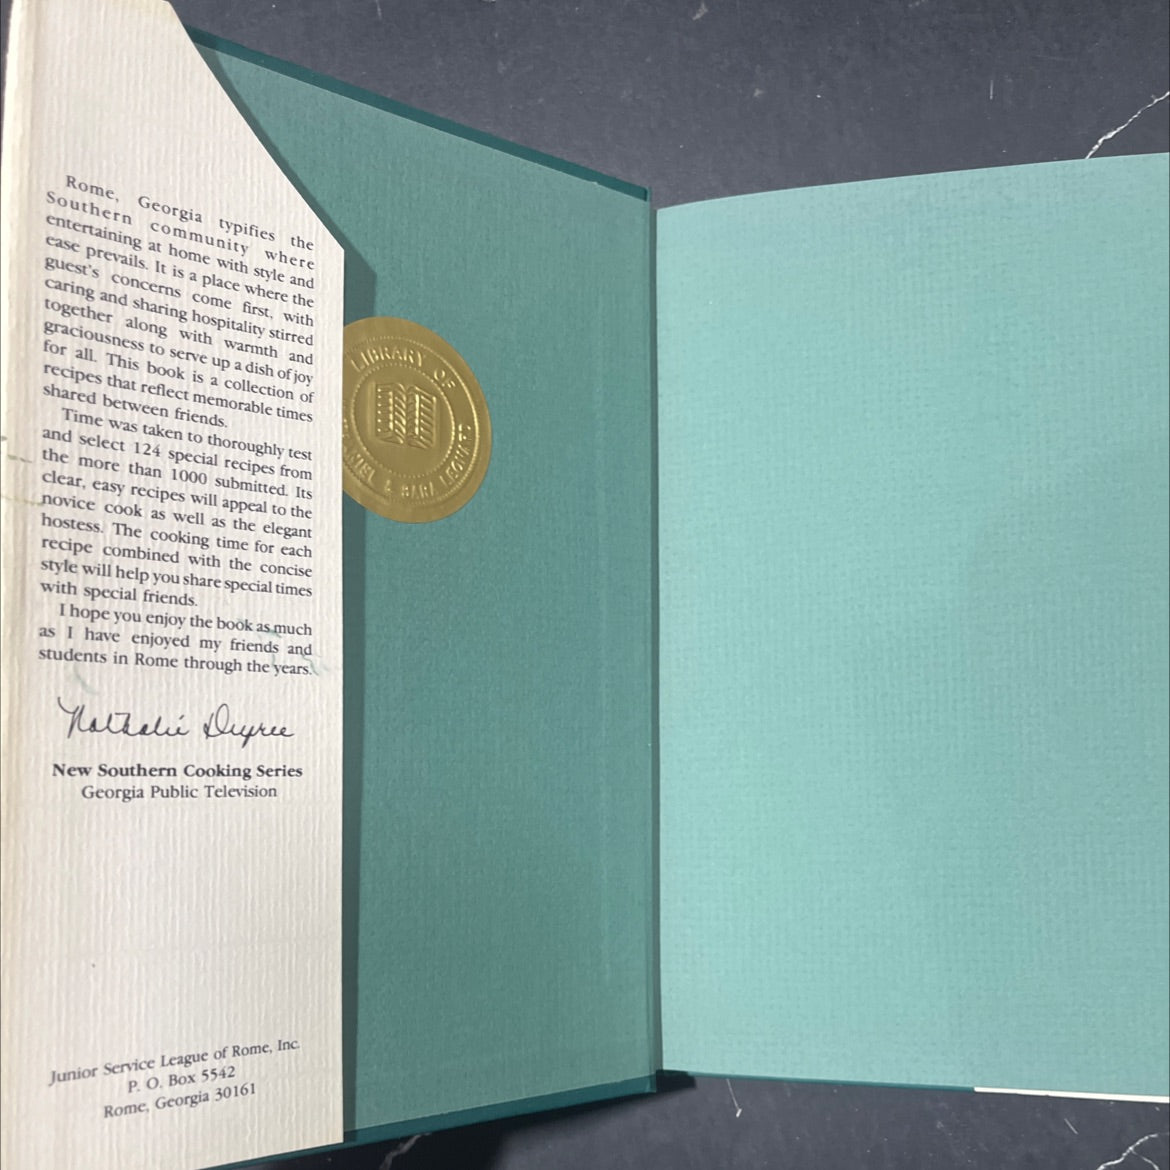 Rome, Georgia typifies the
Southern community where
entertaining at home with style and
ease prevails. It is a place where the
guest's concerns come first, with
caring and sharing hospitality stirred
together along with warmth and
graciousness to serve up a dish of joy
for all. This book is a collection of
recipes that reflect memorable times
shared between friends.
Time was taken to thoroughly test
and select 124 special recipes from
the more than 1000 submitted. Its
clear, easy recipes will appeal to the
novice cook as well as the elegant
hostess. The cooking time for each
recipe combined with the concise
style will help you share special times
with special friends.
I hope you enjoy the book as much
as I have enjoyed my friends and
students in Rome through the years.
Nathalie Dupree
New Southern Cooking Series
Georgia Public Television
Junior Service League of Rome, Inc.
P. O. Box 5542
Rome, Georgia 30161
LIBRARY OF
& SARA LEONARD